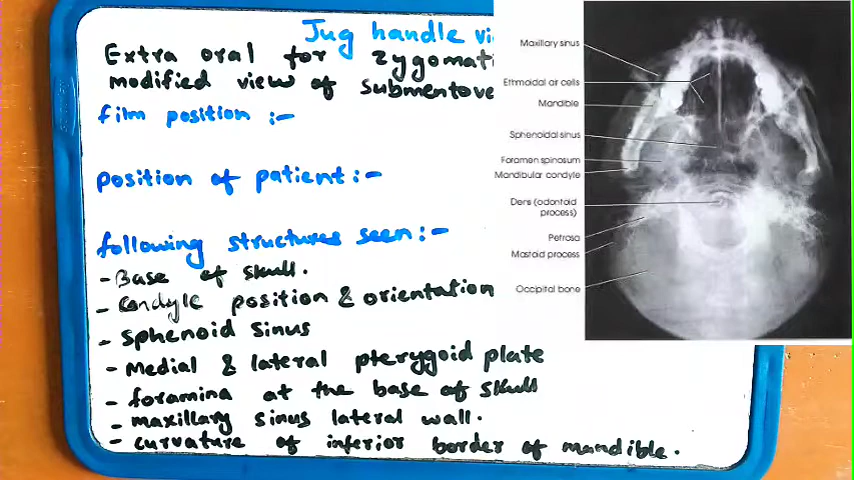 Jug handle vi
Extra oral for zygomati
modified view of submentove
film position :-
position of patient :-
following structures seen :-
- Base of skull.
- Condyle position & orientation
- sphenoid sinus
- Medial & lateral pterygoid plate
- foramina at the base of skull
- maxillary sinus lateral wall.
- curvature of inferior border of mandible.
Maxillary sinus
Ethmoidal air cells
Mandible
Sphenoidal sinus
Foramen spinosum
Mandibular condyle
Dens (odontoid
process)
Petrosa
Mastoid process
Occipital bone